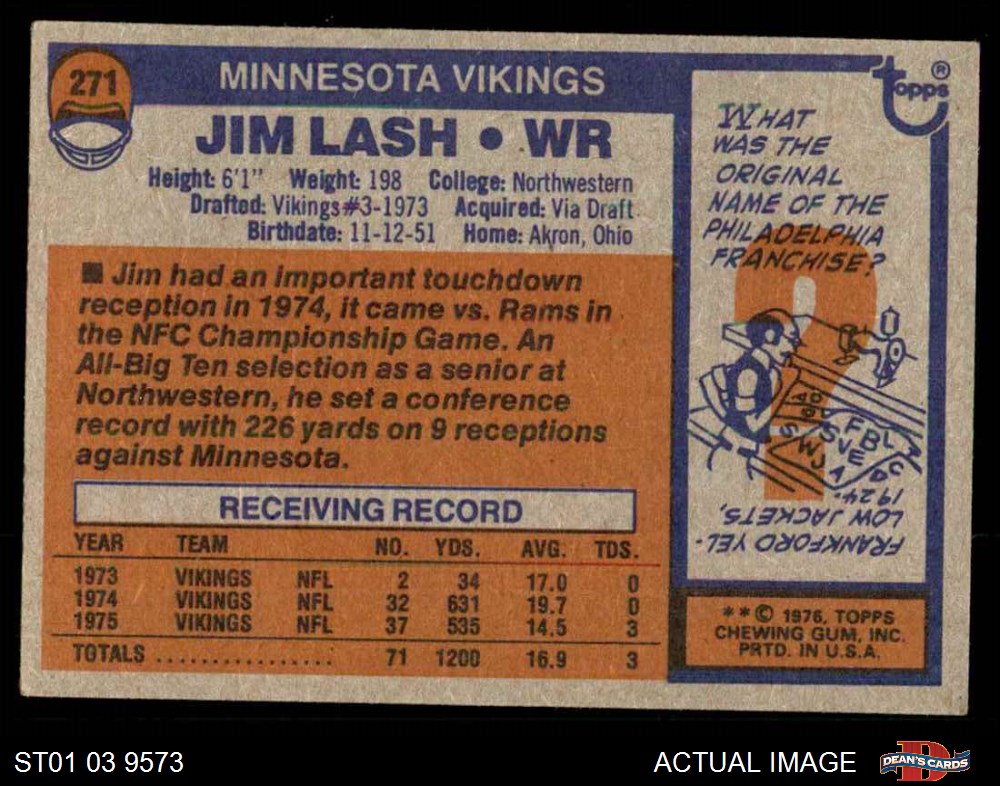 271
MINNESOTA VIKINGS
JIM LASH • WR
Height: 6'1" Weight: 198 College: Northwestern
Drafted: Vikings#3-1973 Acquired: Via Draft
Birthdate: 11-12-51 Home: Akron, Ohio
■ Jim had an important touchdown
reception in 1974, it came vs. Rams in
the NFC Championship Game. An
All-Big Ten selection as a senior at
Northwestern, he set a conference
record with 226 yards on 9 receptions
against Minnesota.
RECEIVING RECORD
YEAR TEAM NO. YDS. AVG. TDS.
1973 VIKINGS NFL 2 34 17.0 0
1974 VIKINGS NFL 32 631 19.7 0
1975 VIKINGS NFL 37 535 14.5 3
TOTALS ................ 71 1200 16.9 3
topps®
WHAT
WAS THE
ORIGINAL
NAME OF THE
PHILADELPHIA
FRANCHISE?
FRANKFORD YEL-
LOW JACKETS,
1924.
**© 1976, TOPPS
CHEWING GUM, INC.
PRTD. IN U.S.A.
ST01 03 9573
ACTUAL IMAGE
D
DEAN'S CARDS